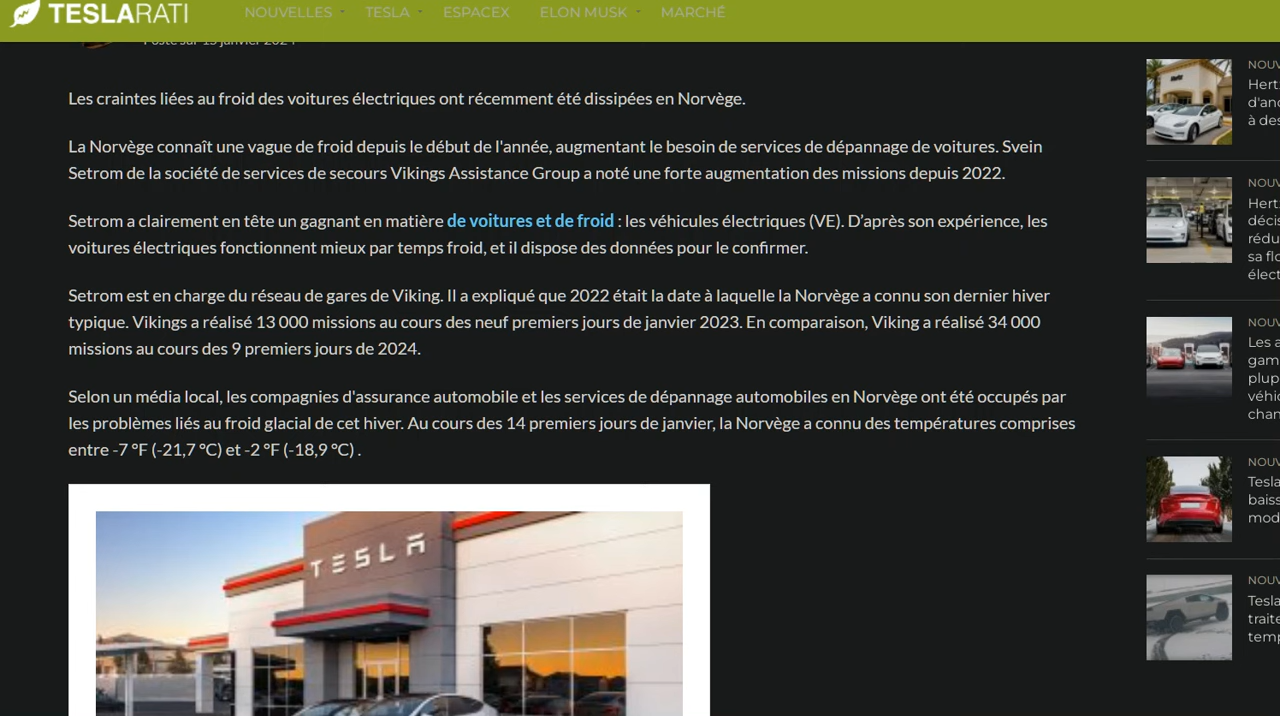 TESLARATI
NOUVELLES
TESLA
ESPACEX
ELON MUSK
MARCHÉ
Posté sur 15 janvier 2024
Les craintes liées au froid des voitures électriques ont récemment été dissipées en Norvège.
La Norvège connaît une vague de froid depuis le début de l'année, augmentant le besoin de services de dépannage de voitures. Svein
Setrom de la société de services de secours Vikings Assistance Group a noté une forte augmentation des missions depuis 2022.
Setrom a clairement en tête un gagnant en matière de voitures et de froid : les véhicules électriques (VE). D’après son expérience, les
voitures électriques fonctionnent mieux par temps froid, et il dispose des données pour le confirmer.
Setrom est en charge du réseau de gares de Viking. Il a expliqué que 2022 était la date à laquelle la Norvège a connu son dernier hiver
typique. Vikings a réalisé 13 000 missions au cours des neuf premiers jours de janvier 2023. En comparaison, Viking a réalisé 34 000
missions au cours des 9 premiers jours de 2024.
Selon un média local, les compagnies d'assurance automobile et les services de dépannage automobiles en Norvège ont été occupés par
les problèmes liés au froid glacial de cet hiver. Au cours des 14 premiers jours de janvier, la Norvège a connu des températures comprises
entre -7 °F (-21,7 °C) et -2 °F (-18,9 °C) .
TESLA
NOUV
Hert
d'anc
à des
NOUV
Hert
décis
rédu
sa flo
élect
NOUV
Les a
gam
plup
véhic
char
NOUV
Tesla
baiss
mod
NOUV
Tesla
traite
temp